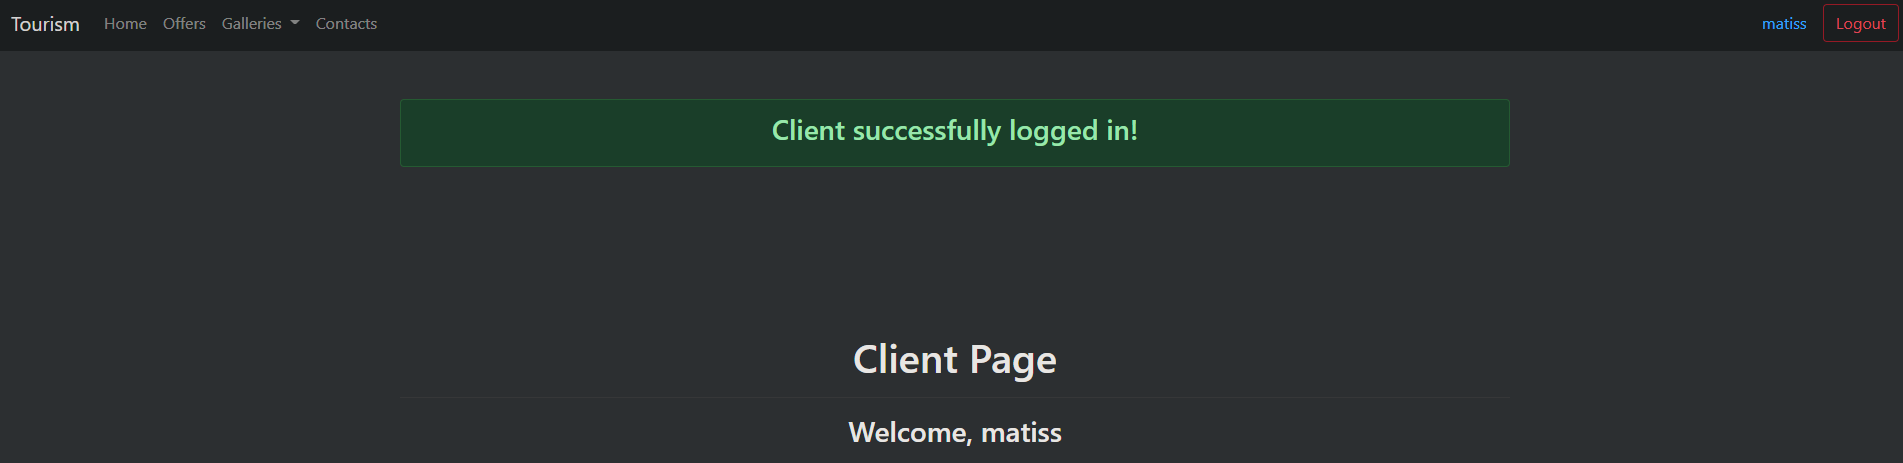 Tourism Home Offers Galleries Contacts matiss Logout
Client successfully logged in!
Client Page
Welcome, matiss